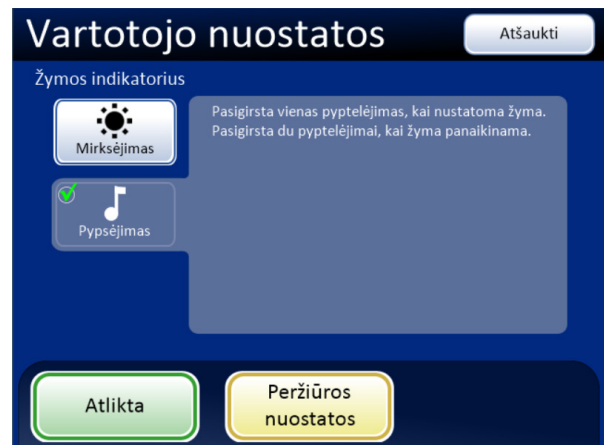 Vartotojo nuostatos
Atšaukti
Žymos indikatorius
Mirksėjimas
Pasigirsta vienas pyptelėjimas, kai nustatoma žyma.
Pasigirsta du pyptelėjimai, kai žyma panaikinama.
Pypsėjimas
Atlikta
Peržiūros
nuostatos